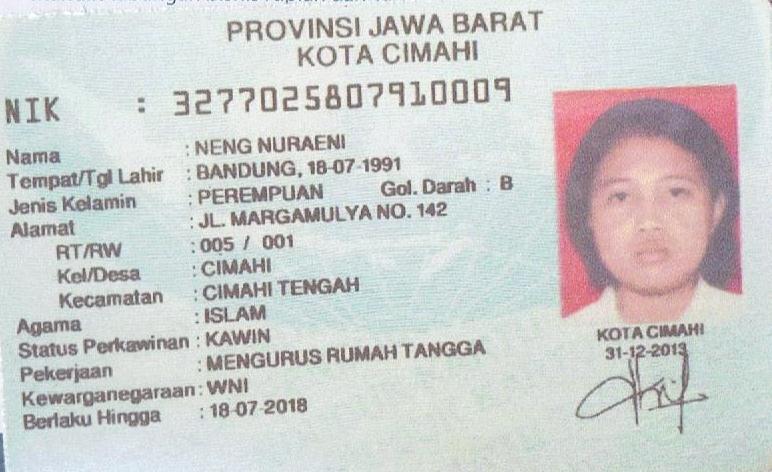 PROVINSI JAWA BARAT
KOTA CIMAHI
NIK : 3277025807910009
Nama : NENG NURAENI
Tempat/Tgl Lahir : BANDUNG, 18-07-1991
Jenis Kelamin : PEREMPUAN Gol. Darah : B
Alamat : JL. MARGAMULYA NO. 142
RT/RW : 005 / 001
Kel/Desa : CIMAHI
Kecamatan : CIMAHI TENGAH
Agama : ISLAM
Status Perkawinan : KAWIN
Pekerjaan : MENGURUS RUMAH TANGGA
Kewarganegaraan : WNI
Berlaku Hingga : 18-07-2018
KOTA CIMAHI
31-12-2013